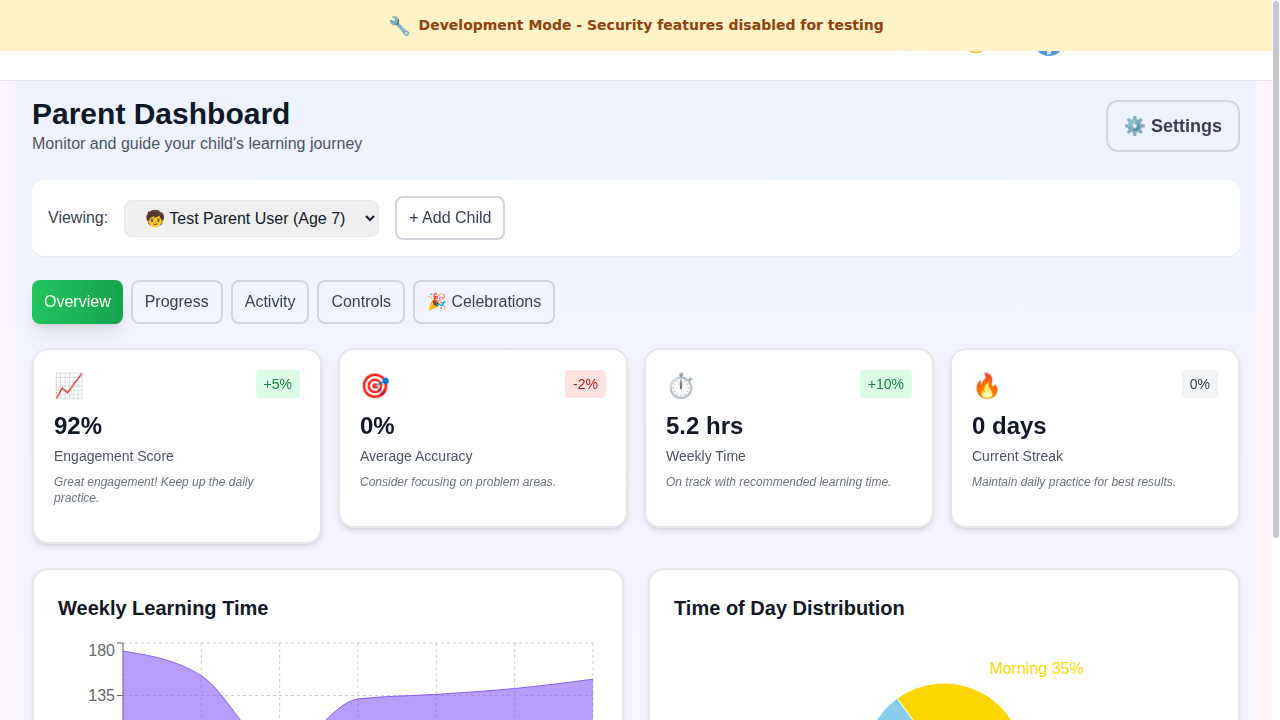 🔧 Development Mode - Security features disabled for testing
Parent Dashboard
Monitor and guide your child's learning journey
⚙️ Settings
Viewing:
🧒 Test Parent User (Age 7)
+ Add Child
Overview
Progress
Activity
Controls
🎉 Celebrations
+5%
92%
Engagement Score
Great engagement! Keep up the daily
practice.
-2%
0%
Average Accuracy
Consider focusing on problem areas.
+10%
5.2 hrs
Weekly Time
On track with recommended learning time.
0%
0 days
Current Streak
Maintain daily practice for best results.
Weekly Learning Time
180
135
Time of Day Distribution
Morning 35%